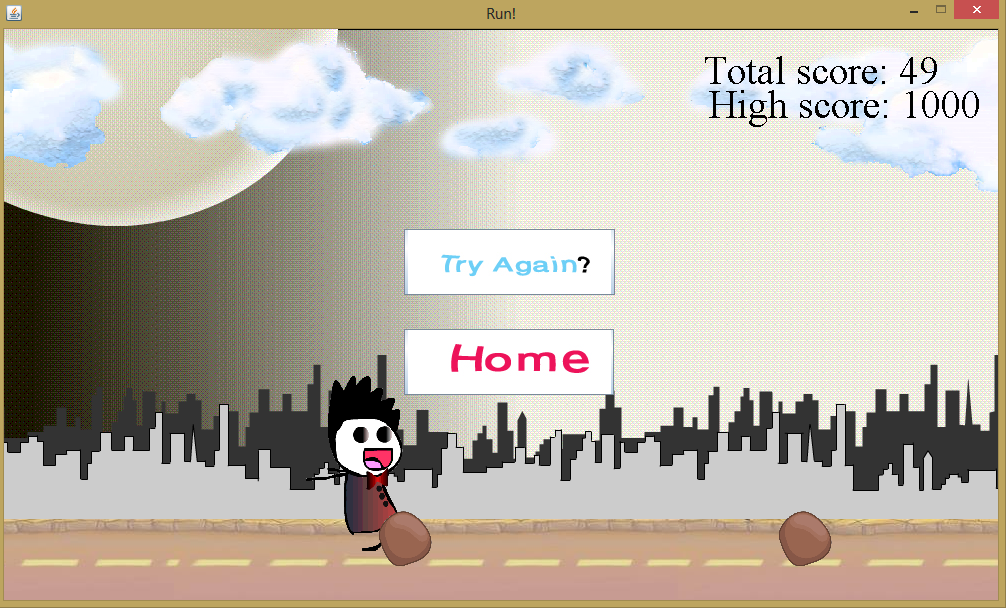 Run!
Total score: 49
High score: 1000
Try Again?
Home